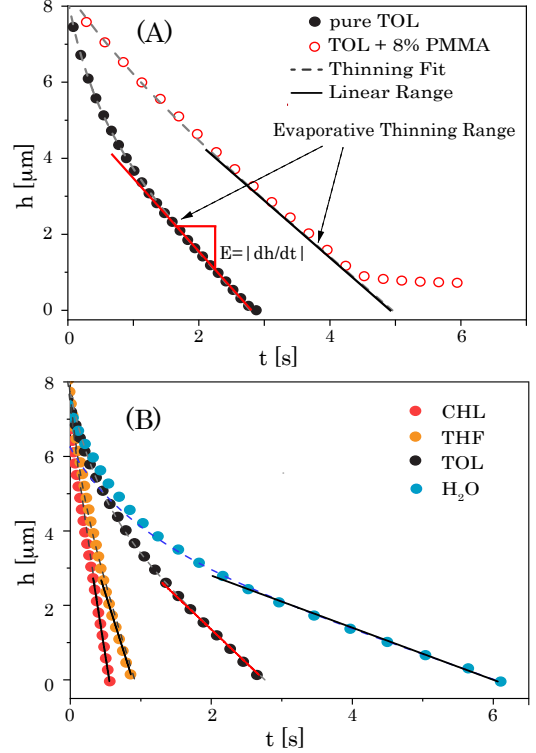 (A)
pure TOL
TOL + 8% PMMA
Thinning Fit
Linear Range
Evaporative Thinning Range
E=|dh/dt|
h [μm]
8
6
4
2
0
0 2 4 6
t [s]
(B)
CHL
THF
TOL
H₂O
h [μm]
8
6
4
2
0
0 2 4 6
t [s]